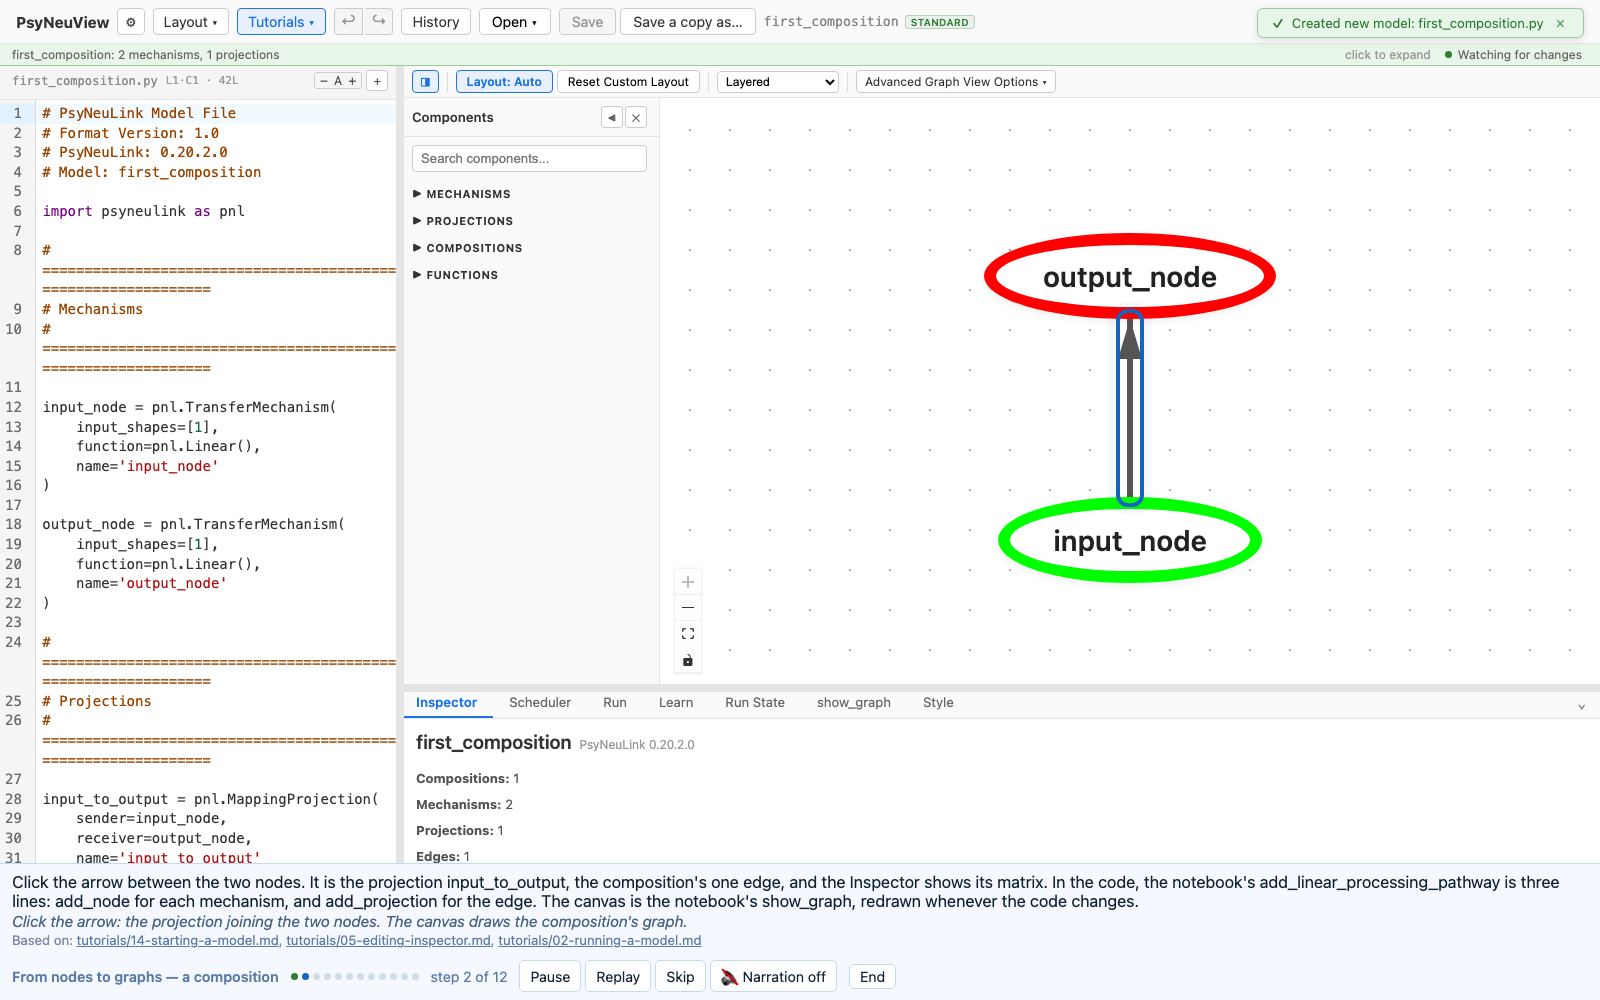 PsyNeuView
Layout ▾
Tutorials ▾
History
Open ▾
Save
Save a copy as...
first_composition
STANDARD
✓ Created new model: first_composition.py ×
first_composition: 2 mechanisms, 1 projections
click to expand
Watching for changes
first_composition.py L1·C1 · 42L
− A +
+
Layout: Auto
Reset Custom Layout
Layered
Advanced Graph View Options ▾
1 # PsyNeuLink Model File
2 # Format Version: 1.0
3 # PsyNeuLink: 0.20.2.0
4 # Model: first_composition
5
6 import psyneulink as pnl
7
8 #
==========================================
====================
9 # Mechanisms
10 #
==========================================
====================
11
12 input_node = pnl.TransferMechanism(
13 input_shapes=[1],
14 function=pnl.Linear(),
15 name='input_node'
16 )
17
18 output_node = pnl.TransferMechanism(
19 input_shapes=[1],
20 function=pnl.Linear(),
21 name='output_node'
22 )
23
24 #
==========================================
====================
25 # Projections
26 #
==========================================
====================
27
28 input_to_output = pnl.MappingProjection(
29 sender=input_node,
30 receiver=output_node,
31 name='input_to_output'
Components
Search components...
▶ MECHANISMS
▶ PROJECTIONS
▶ COMPOSITIONS
▶ FUNCTIONS
output_node
input_node
Inspector
Scheduler
Run
Learn
Run State
show_graph
Style
first_composition PsyNeuLink 0.20.2.0
Compositions: 1
Mechanisms: 2
Projections: 1
Edges: 1
Click the arrow between the two nodes. It is the projection input_to_output, the composition's one edge, and the Inspector shows its matrix. In the code, the notebook's add_linear_processing_pathway is three
lines: add_node for each mechanism, and add_projection for the edge. The canvas is the notebook's show_graph, redrawn whenever the code changes.
Click the arrow: the projection joining the two nodes. The canvas draws the composition's graph.
Based on: tutorials/14-starting-a-model.md, tutorials/05-editing-inspector.md, tutorials/02-running-a-model.md
From nodes to graphs — a composition
step 2 of 12
Pause
Replay
Skip
Narration off
End